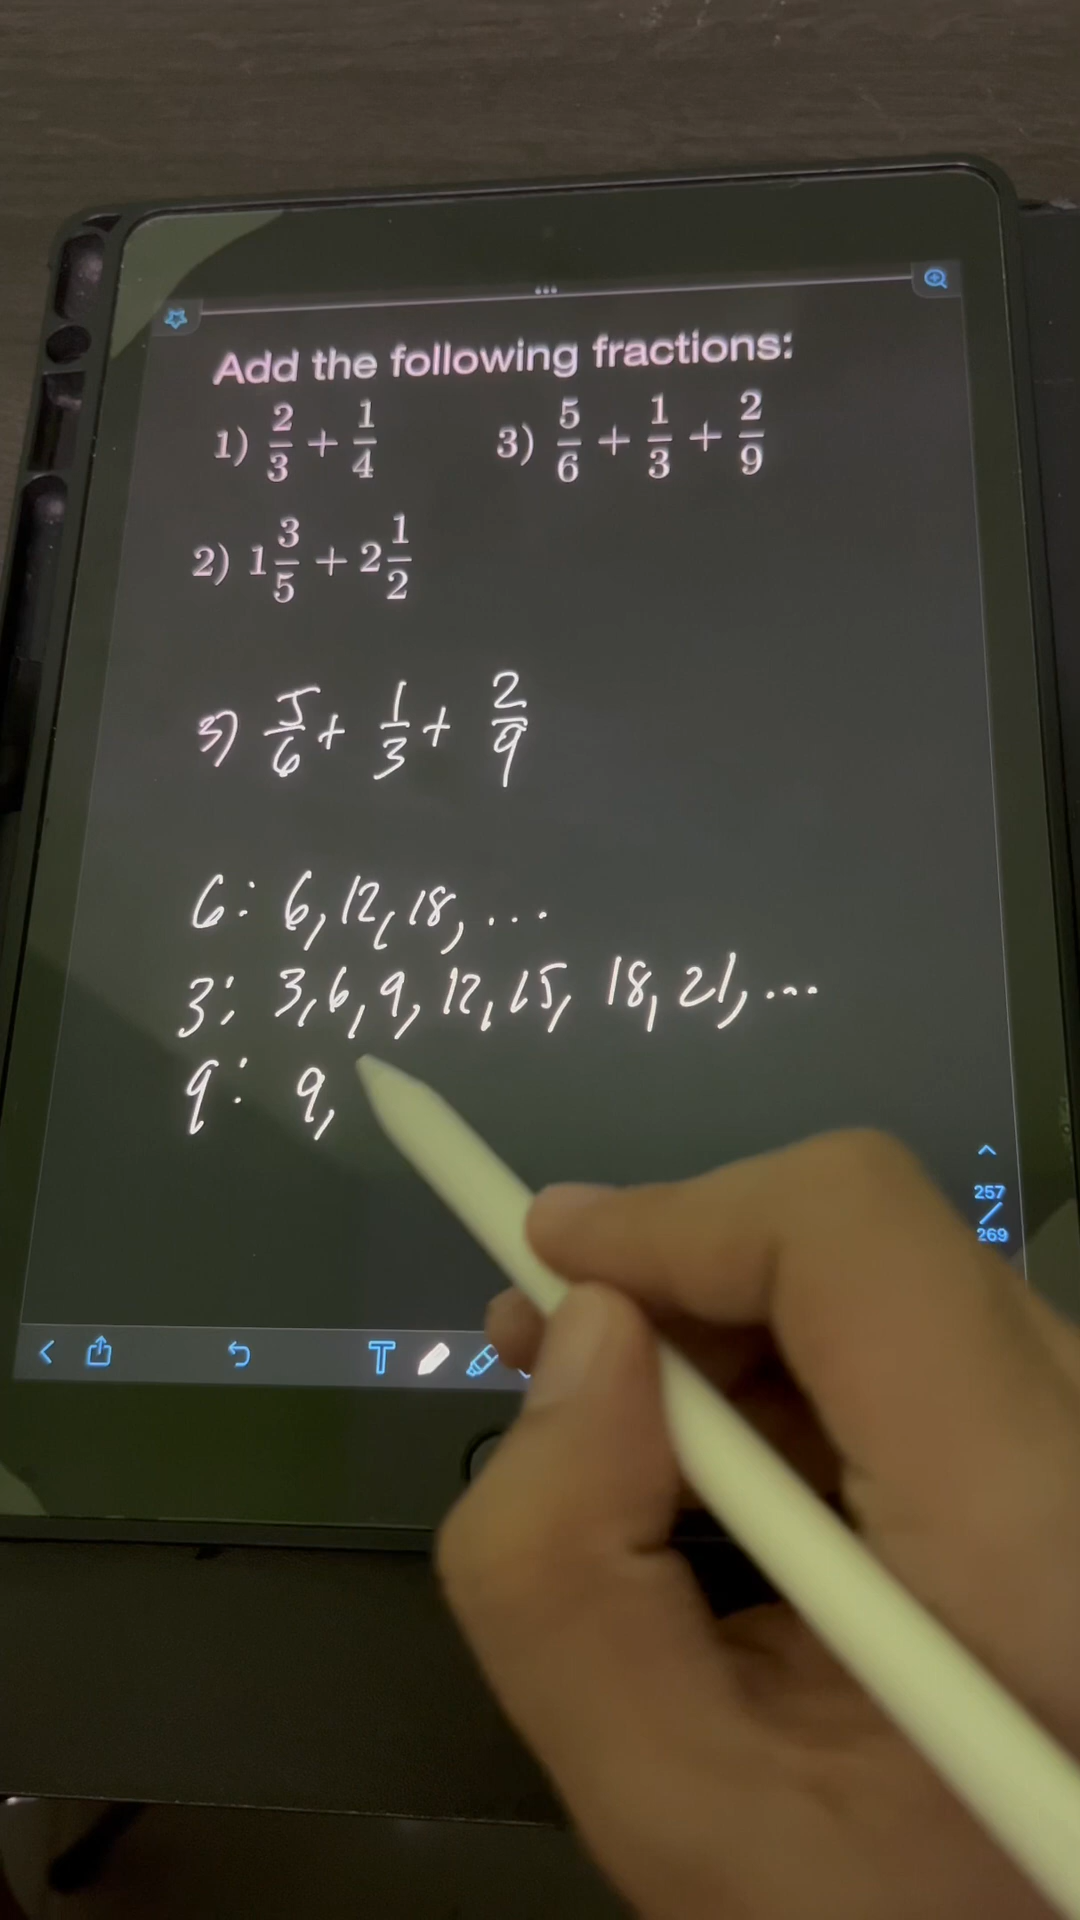 Add the following fractions:
1) 2/3 + 1/4
3) 5/6 + 1/3 + 2/9
2) 1 3/5 + 2 1/2
3) 5/6 + 1/3 + 2/9
6: 6, 12, 18, ...
3: 3, 6, 9, 12, 15, 18, 21, ...
9: 9,
257
/
269
T